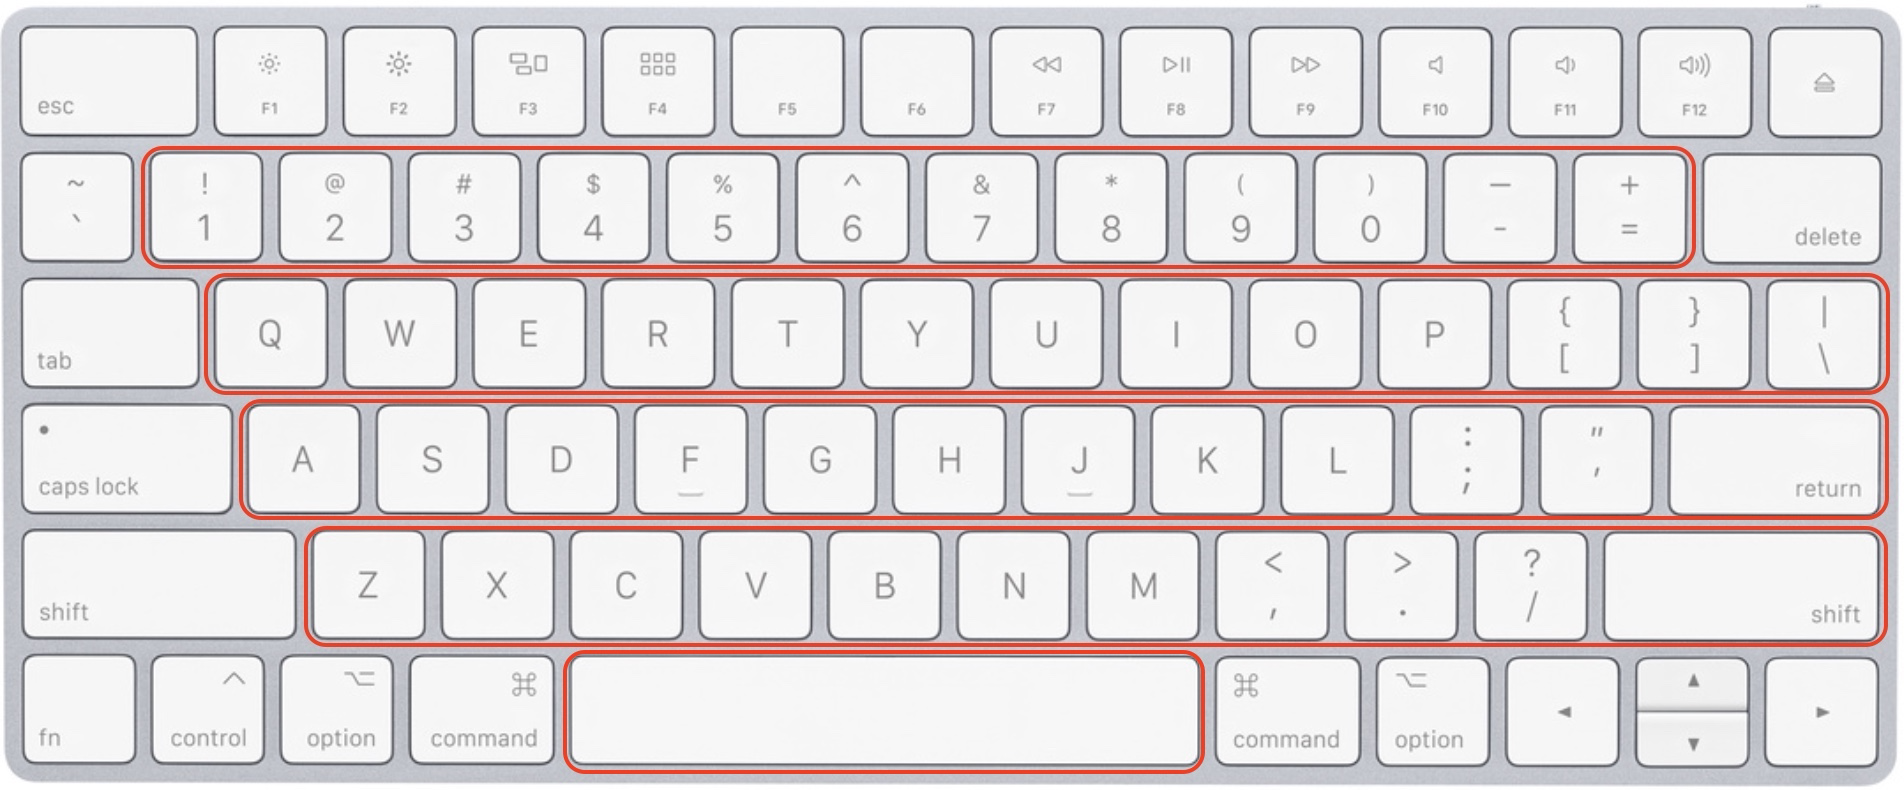 esc F1 F2 F3 F4 F5 F6 F7 F8 F9 F10 F11 F12
~ ! @ # $ % ^ & * ( ) — +
` 1 2 3 4 5 6 7 8 9 0 - = delete
tab Q W E R T Y U I O P { [ } ] | \
caps lock A S D F G H J K L : ; " ' return
shift Z X C V B N M < , > . ? / shift
fn control option command command option